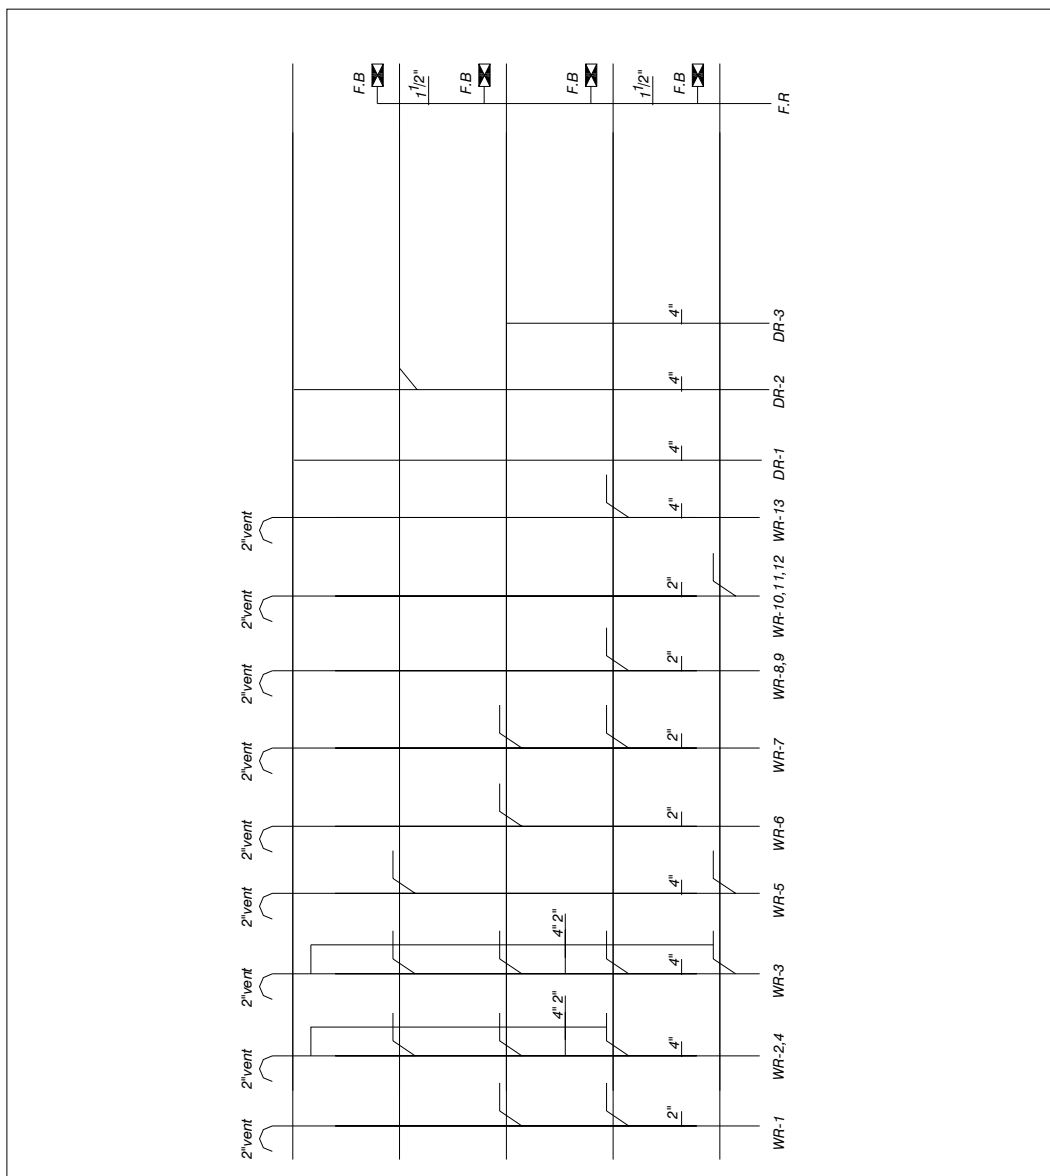 F.B
1 1/2"
F.B
F.B
1 1/2"
F.B
F.R
4"
DR-3
4"
DR-2
4"
DR-1
2"vent
4"
WR-13
2"vent
2"
WR-10,11,12
2"vent
2"
WR-8,9
2"vent
2"
WR-7
2"vent
2"
WR-6
2"vent
4"
WR-5
2"vent
4" 2"
4"
WR-3
2"vent
4" 2"
4"
WR-2,4
2"vent
2"
WR-1